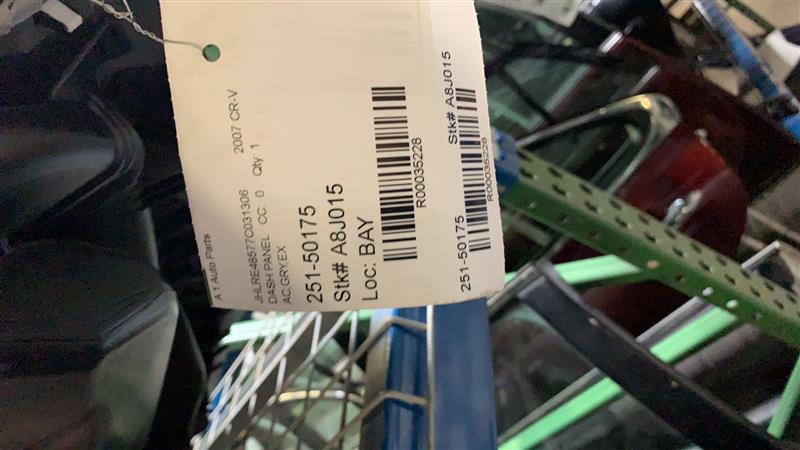 A 1 Auto Parts
JHLRE48577C031306 2007 CR-V
DASH PANEL CC: 0 Qty 1
AC,GRY,EX
251-50175
Stk# A8J015
Loc: BAY
R00035228
251-50175 Stk# A8J015
R00035228